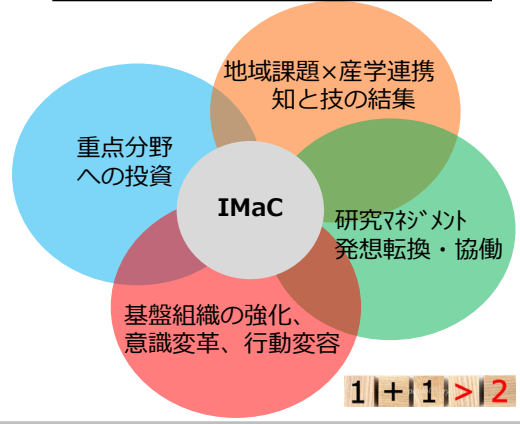 地域課題×産学連携
知と技の結集
重点分野
への投資
IMaC
研究ﾏﾈｼﾞﾒﾝﾄ
発想転換・協働
基盤組織の強化、
意識変革、行動変容
1+1>2